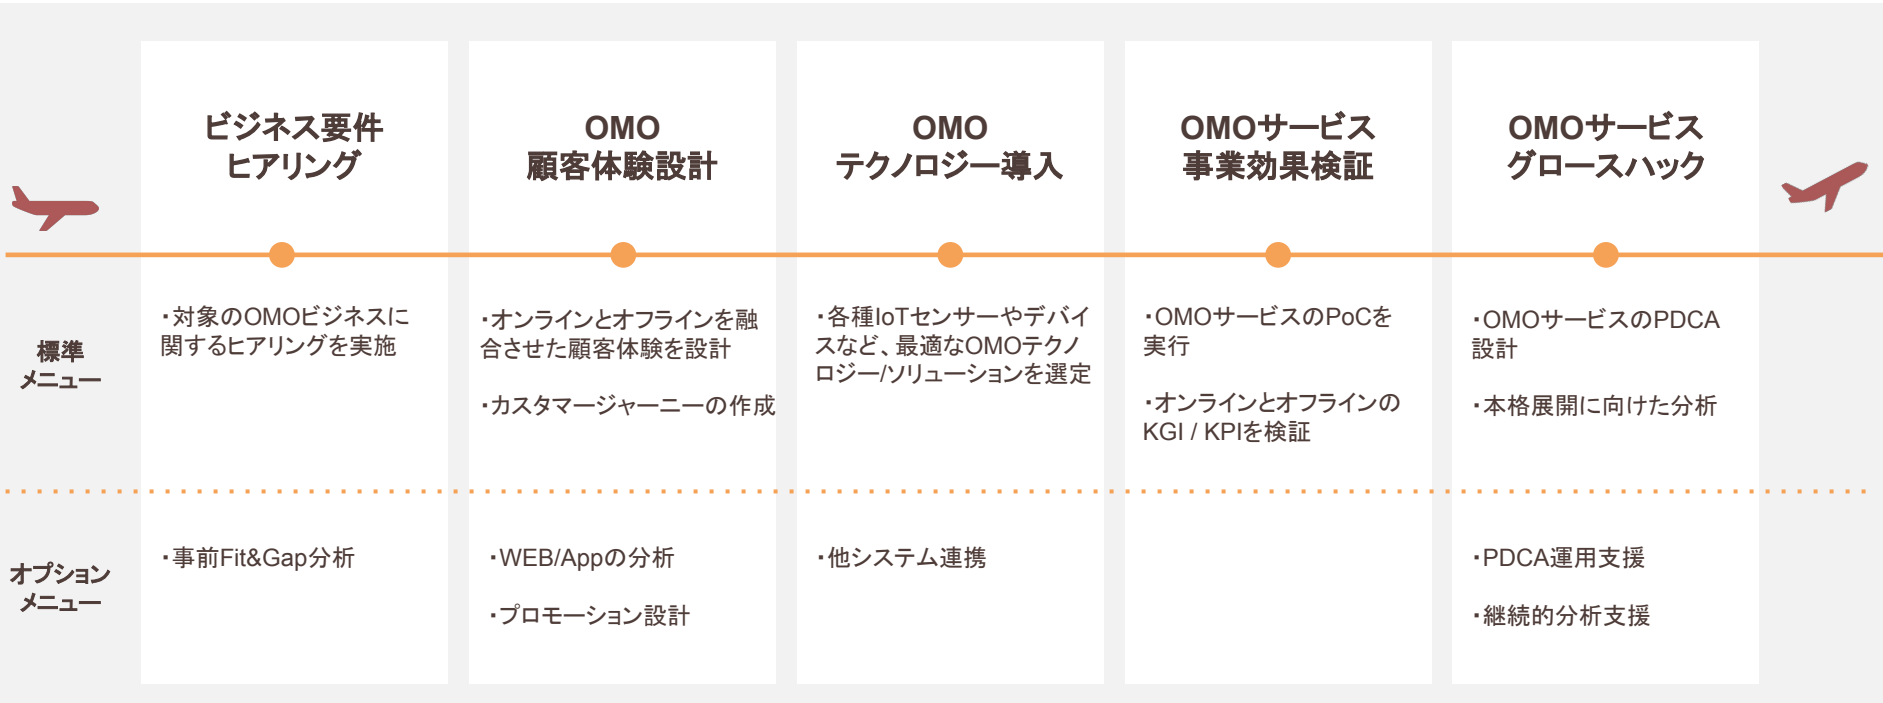 ビジネス要件
ヒアリング
OMO
顧客体験設計
OMO
テクノロジー導入
OMOサービス
事業効果検証
OMOサービス
グロースハック
標準
メニュー
・対象のOMOビジネスに
関するヒアリングを実施
・オンラインとオフラインを融
合させた顧客体験を設計
・カスタマージャーニーの作成
・各種IoTセンサーやデバイ
スなど、最適なOMOテクノ
ロジー/ソリューションを選定
・OMOサービスのPoCを
実行
・オンラインとオフラインの
KGI / KPIを検証
・OMOサービスのPDCA
設計
・本格展開に向けた分析
オプション
メニュー
・事前Fit&Gap分析
・WEB/Appの分析
・プロモーション設計
・他システム連携
・PDCA運用支援
・継続的分析支援